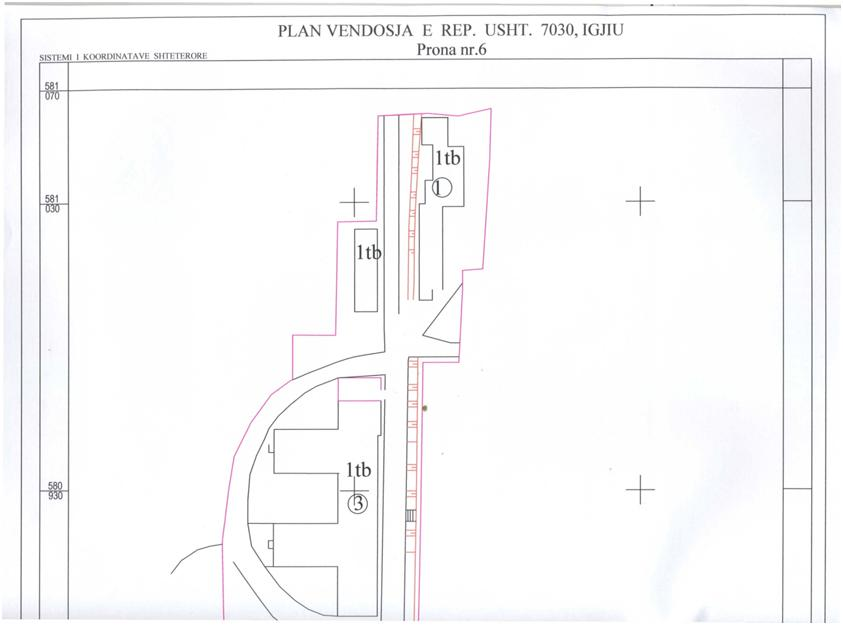 PLAN VENDOSJA E REP. USHT. 7030, IGJIU
Prona nr.6
SISTEMI I KOORDINATAVE SHTETERORE
581
070
1tb
1
581
030
1tb
1tb
580
930
3